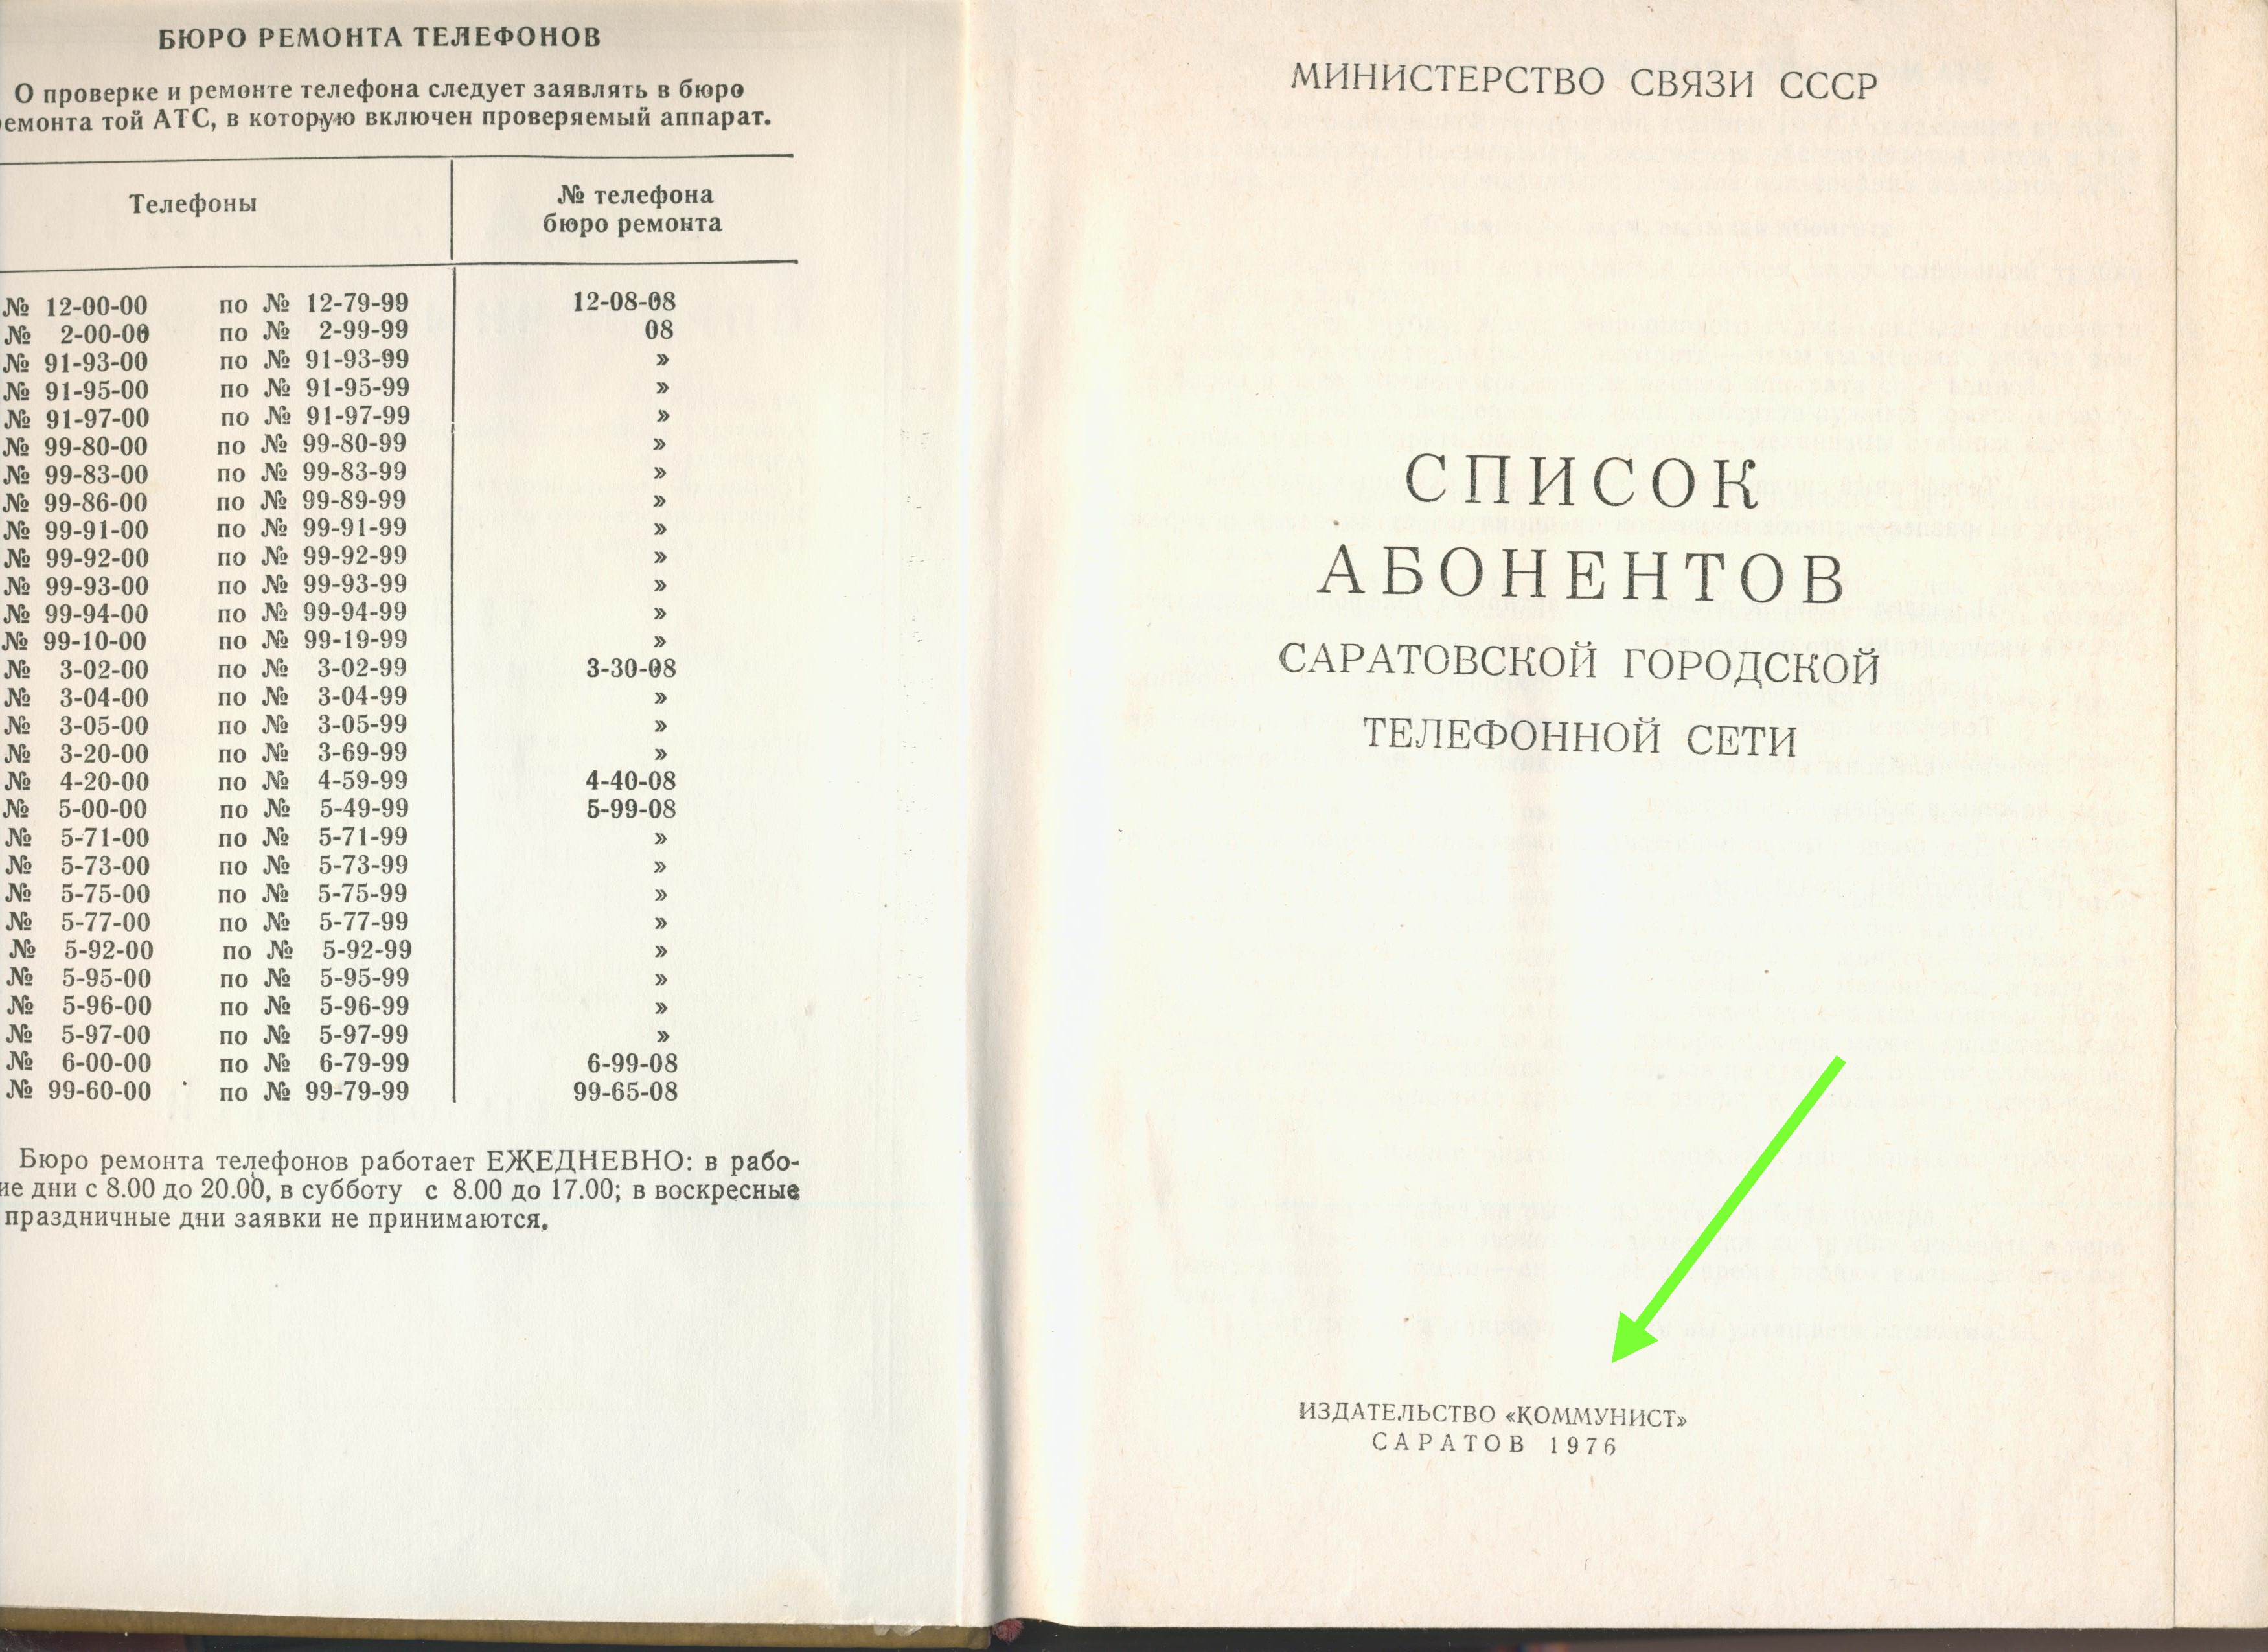 БЮРО РЕМОНТА ТЕЛЕФОНОВ
О проверке и ремонте телефона следует заявлять в бюро
емонта той АТС, в которую включен проверяемый аппарат.
Телефоны
№ телефона
бюро ремонта
№ 12-00-00 по № 12-79-99 12-08-08
№ 2-00-00 по № 2-99-99 08
№ 91-93-00 по № 91-93-99 »
№ 91-95-00 по № 91-95-99 »
№ 91-97-00 по № 91-97-99 »
№ 99-80-00 по № 99-80-99 »
№ 99-83-00 по № 99-83-99 »
№ 99-86-00 по № 99-89-99 »
№ 99-91-00 по № 99-91-99 »
№ 99-92-00 по № 99-92-99 »
№ 99-93-00 по № 99-93-99 »
№ 99-94-00 по № 99-94-99 »
№ 99-10-00 по № 99-19-99 »
№ 3-02-00 по № 3-02-99 3-30-08
№ 3-04-00 по № 3-04-99 »
№ 3-05-00 по № 3-05-99 »
№ 3-20-00 по № 3-69-99 »
№ 4-20-00 по № 4-59-99 4-40-08
№ 5-00-00 по № 5-49-99 5-99-08
№ 5-71-00 по № 5-71-99 »
№ 5-73-00 по № 5-73-99 »
№ 5-75-00 по № 5-75-99 »
№ 5-77-00 по № 5-77-99 »
№ 5-92-00 по № 5-92-99 »
№ 5-95-00 по № 5-95-99 »
№ 5-96-00 по № 5-96-99 »
№ 5-97-00 по № 5-97-99 »
№ 6-00-00 по № 6-79-99 6-99-08
№ 99-60-00 по № 99-79-99 99-65-08
Бюро ремонта телефонов работает ЕЖЕДНЕВНО: в рабо-
ие дни с 8.00 до 20.00, в субботу с 8.00 до 17.00; в воскресные
праздничные дни заявки не принимаются.
МИНИСТЕРСТВО СВЯЗИ СССР
СПИСОК
АБОНЕНТОВ
САРАТОВСКОЙ ГОРОДСКОЙ
ТЕЛЕФОННОЙ СЕТИ
ИЗДАТЕЛЬСТВО «КОММУНИСТ»
САРАТОВ 1976